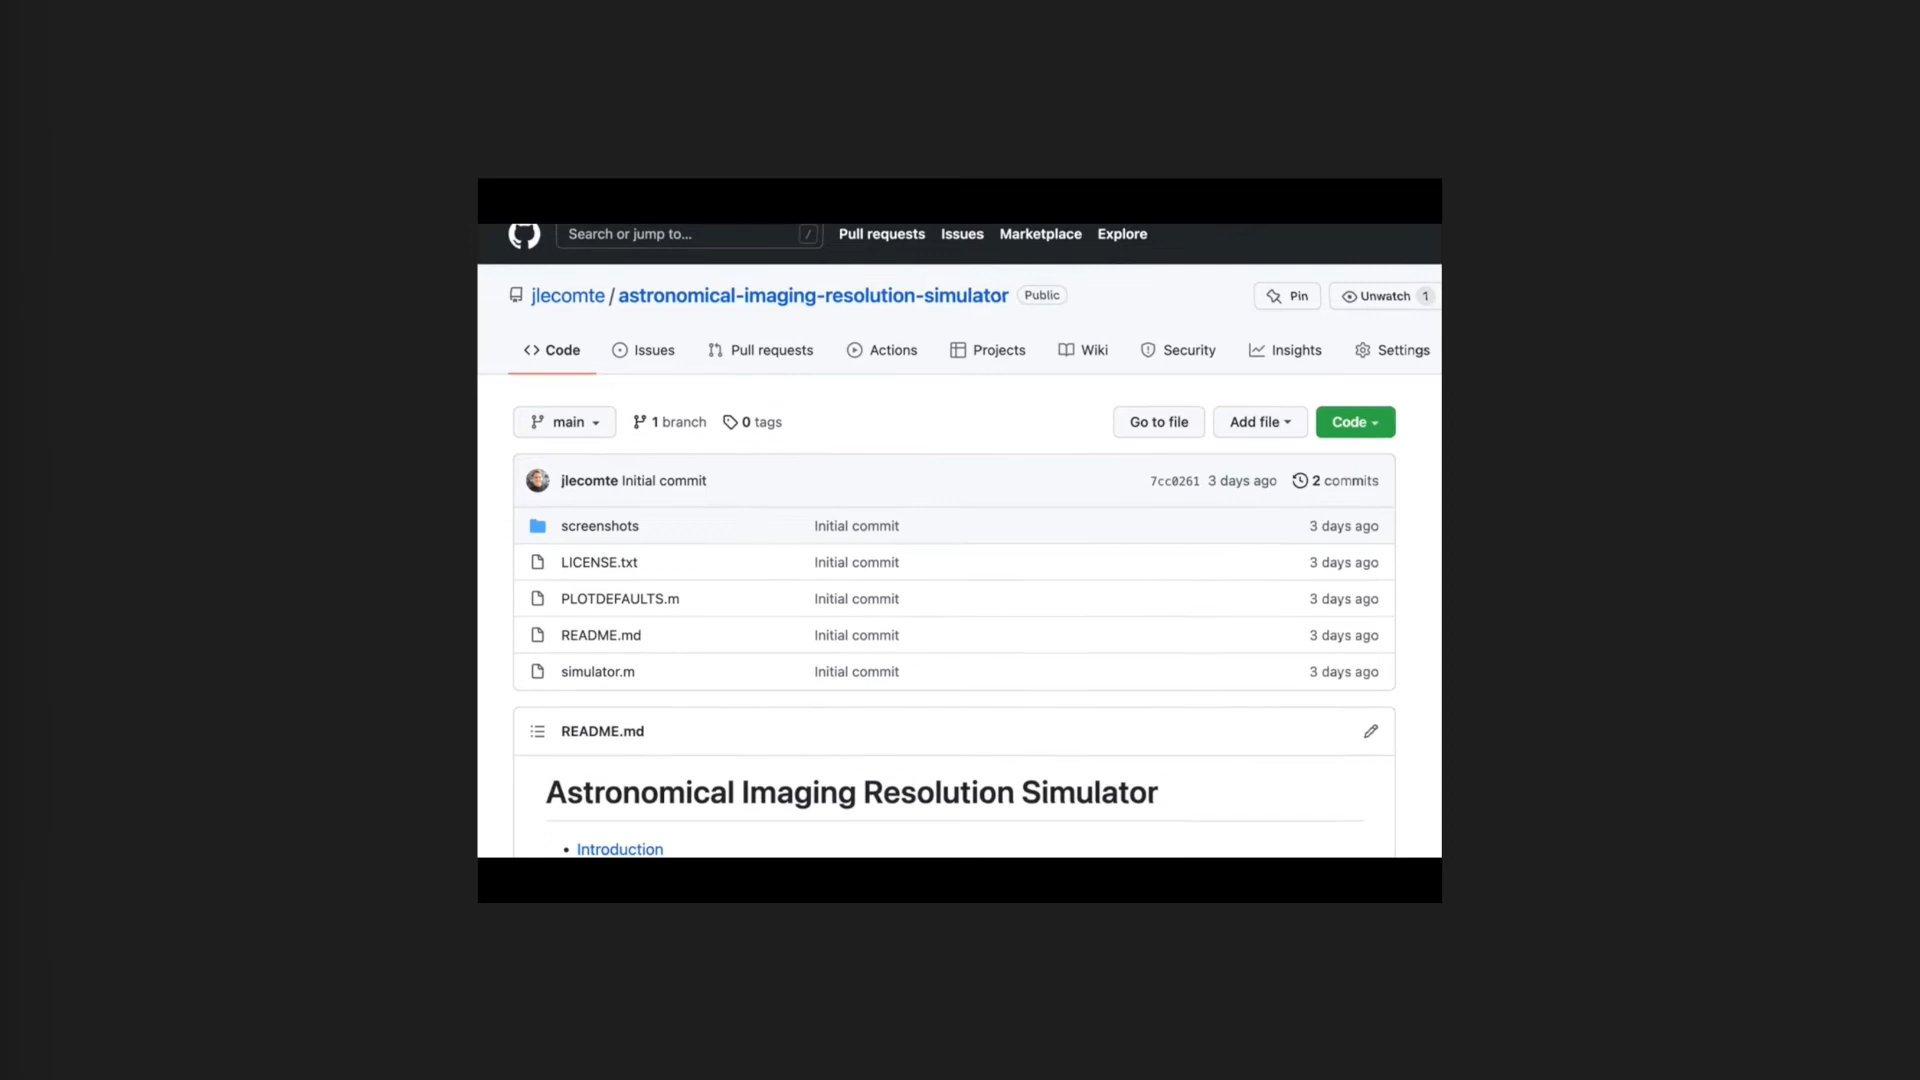 Search or jump to... / Pull requests Issues Marketplace Explore
jlecomte / astronomical-imaging-resolution-simulator Public Pin Unwatch 1
<> Code Issues Pull requests Actions Projects Wiki Security Insights Settings
main 1 branch 0 tags Go to file Add file Code
jlecomte Initial commit 7cc0261 3 days ago 2 commits
screenshots Initial commit 3 days ago
LICENSE.txt Initial commit 3 days ago
PLOTDEFAULTS.m Initial commit 3 days ago
README.md Initial commit 3 days ago
simulator.m Initial commit 3 days ago
README.md
Astronomical Imaging Resolution Simulator
• Introduction